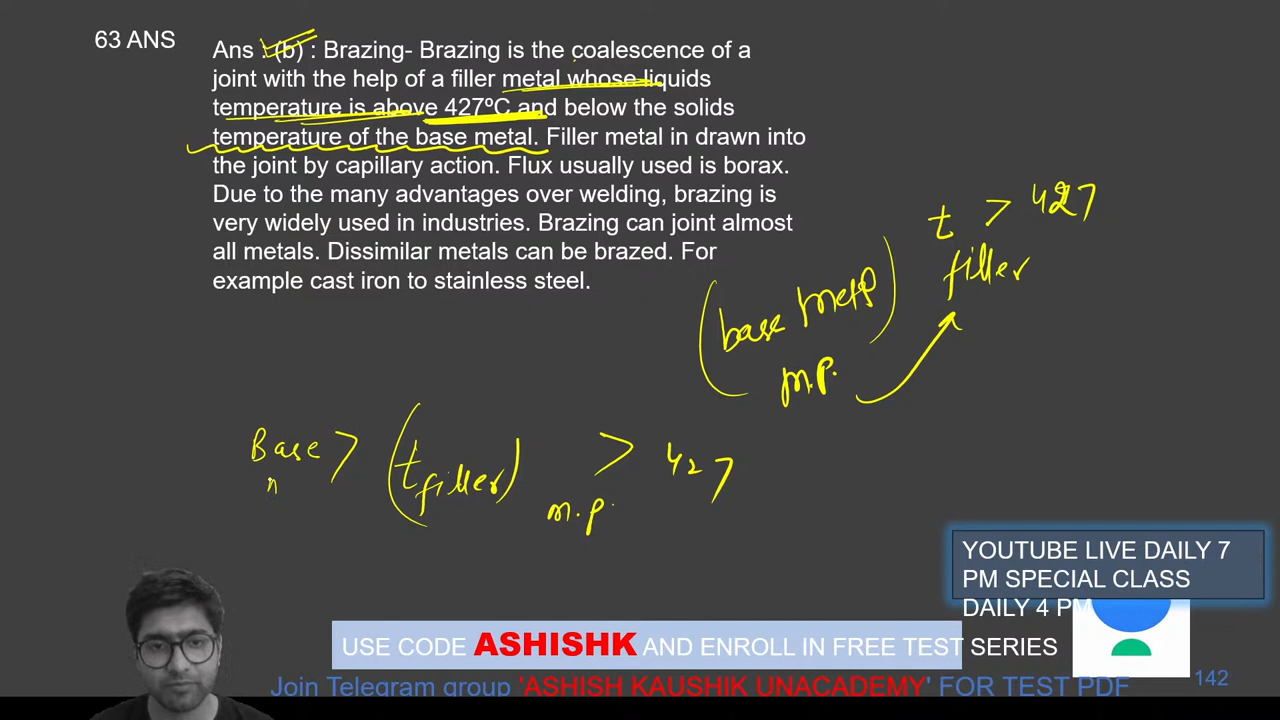 63 ANS
Ans : (b) : Brazing- Brazing is the coalescence of a
joint with the help of a filler metal whose liquids
temperature is above 427ºC and below the solids
temperature of the base metal. Filler metal in drawn into
the joint by capillary action. Flux usually used is borax.
Due to the many advantages over welding, brazing is
very widely used in industries. Brazing can joint almost
all metals. Dissimilar metals can be brazed. For
example cast iron to stainless steel.
t > 427
filler
(base
m.p.
Base > (t filler) > 427
m.p.
YOUTUBE LIVE DAILY 7
PM SPECIAL CLASS
DAILY 4 PM
USE CODE ASHISHK AND ENROLL IN FREE TEST SERIES
Join Telegram group 'ASHISH KAUSHIK UNACADEMY' FOR TEST PDF
142